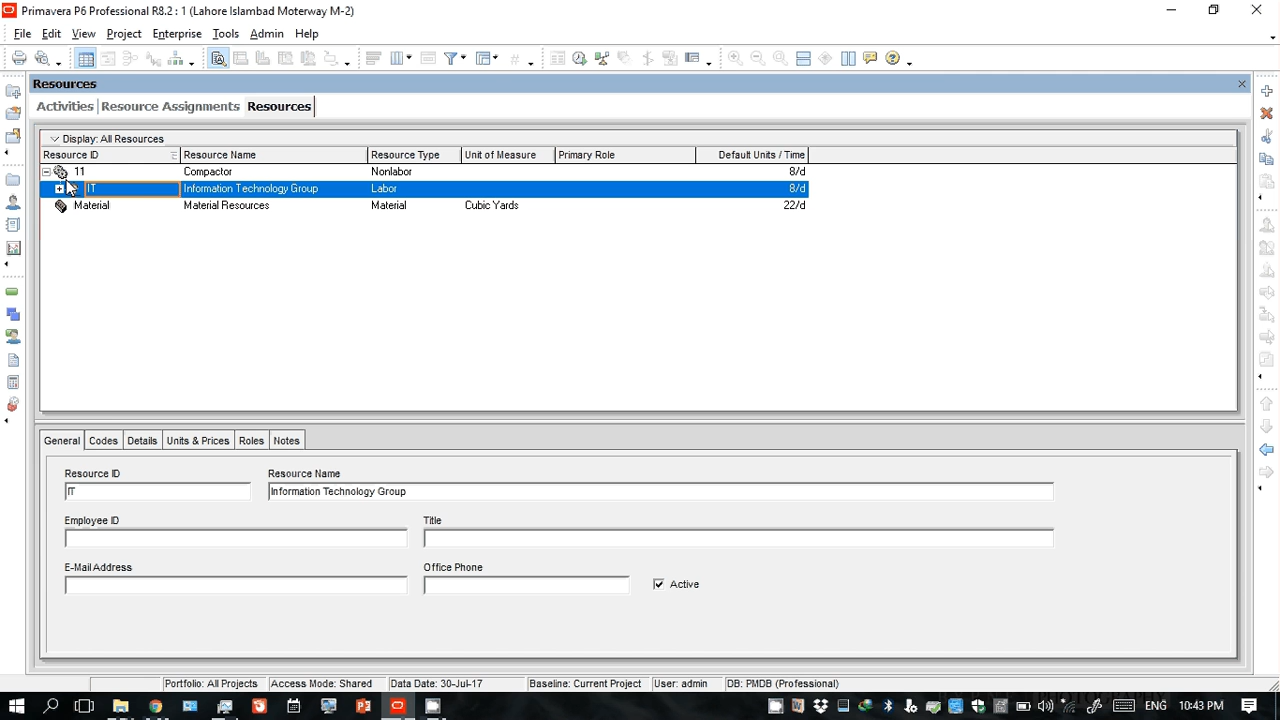 Primavera P6 Professional R8.2 : 1 (Lahore Islambad Moterway M-2)
File Edit View Project Enterprise Tools Admin Help
Resources
Activities Resource Assignments Resources
Display: All Resources
Resource ID Resource Name Resource Type Unit of Measure Primary Role Default Units / Time
11 Compactor Nonlabor 8/d
IT Information Technology Group Labor 8/d
Material Material Resources Material Cubic Yards 22/d
General Codes Details Units & Prices Roles Notes
Resource ID Resource Name
IT Information Technology Group
Employee ID Title
E-Mail Address Office Phone
Active
Portfolio: All Projects Access Mode: Shared Data Date: 30-Jul-17 Baseline: Current Project User: admin DB: PMDB (Professional)
ENG 10:43 PM